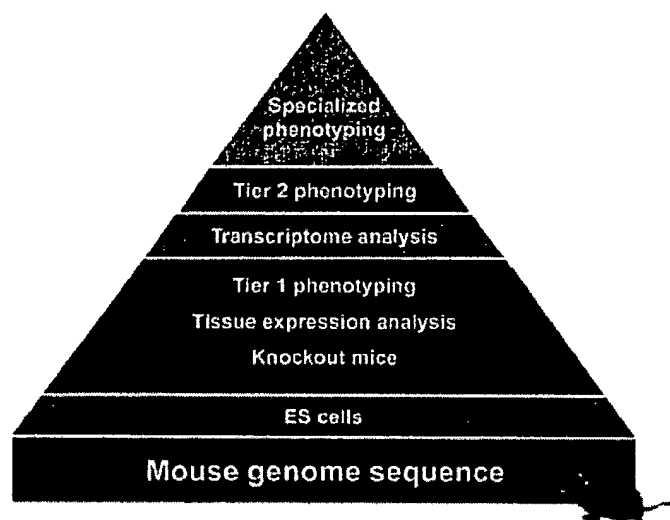 Specialized
phenotyping
Tier 2 phenotyping
Transcriptome analysis
Tier 1 phenotyping
Tissue expression analysis
Knockout mice
ES cells
Mouse genome sequence